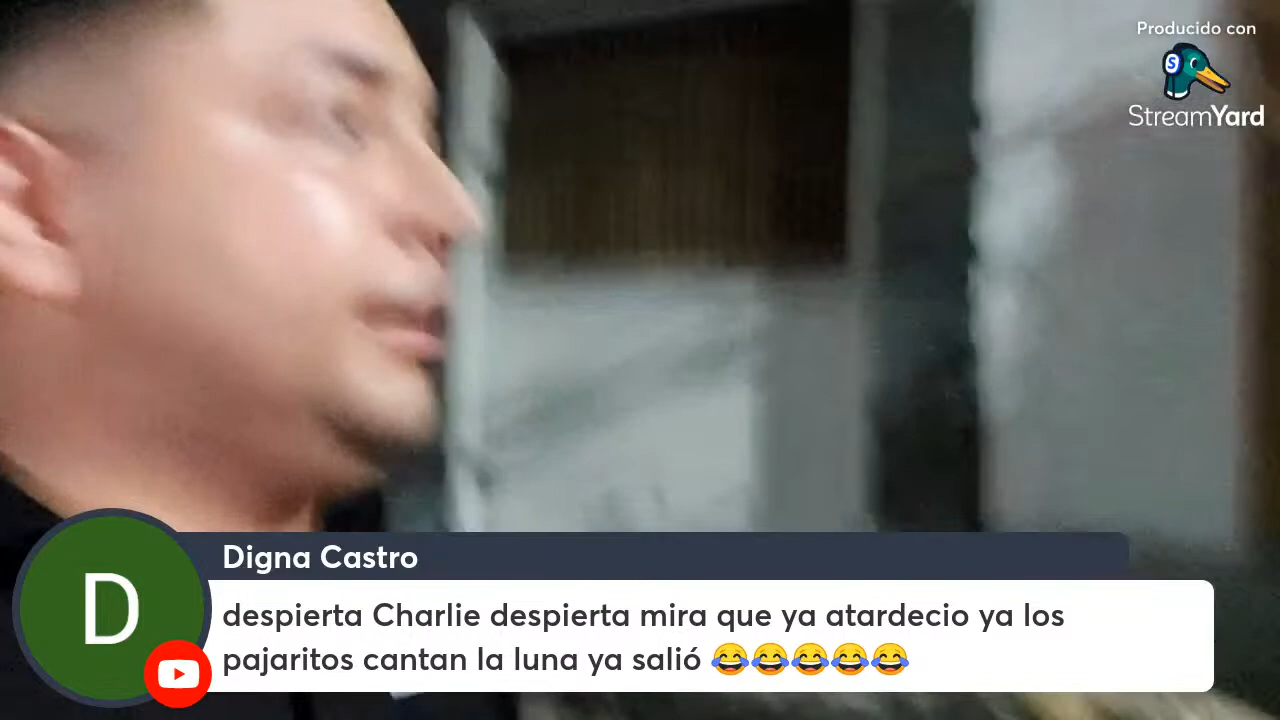 Producido con
StreamYard
Digna Castro
D
despierta Charlie despierta mira que ya atardecio ya los
pajaritos cantan la luna ya salió 😂😂😂😂😂